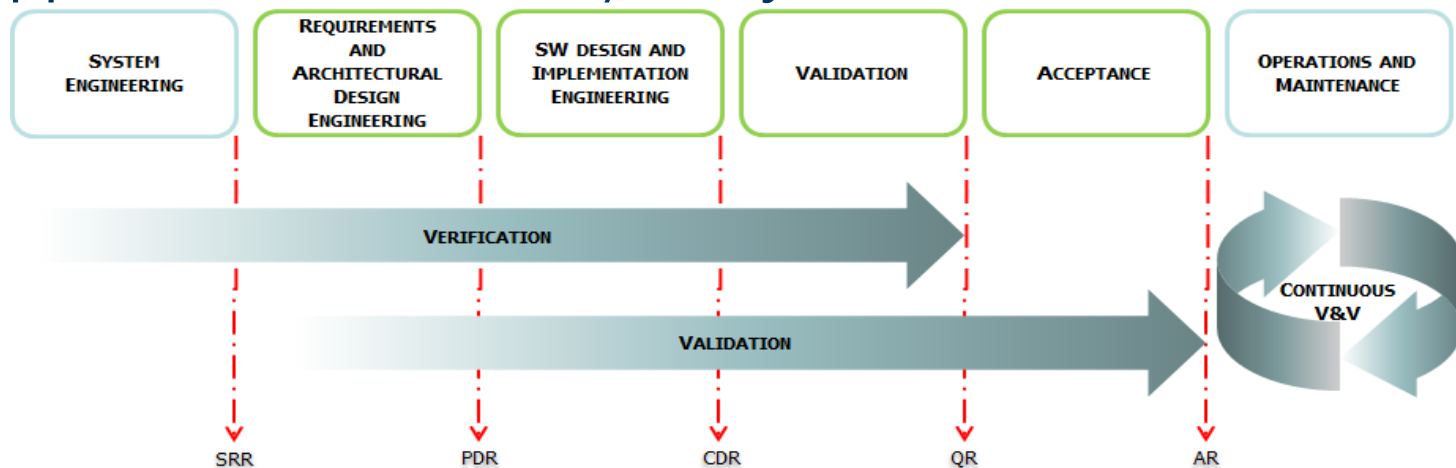 SYSTEM
ENGINEERING
REQUIREMENTS
AND
ARCHITECTURAL
DESIGN
ENGINEERING
SW DESIGN AND
IMPLEMENTATION
ENGINEERING
VALIDATION
ACCEPTANCE
OPERATIONS AND
MAINTENANCE
VERIFICATION
CONTINUOUS
V&V
VALIDATION
SRR
PDR
CDR
QR
AR